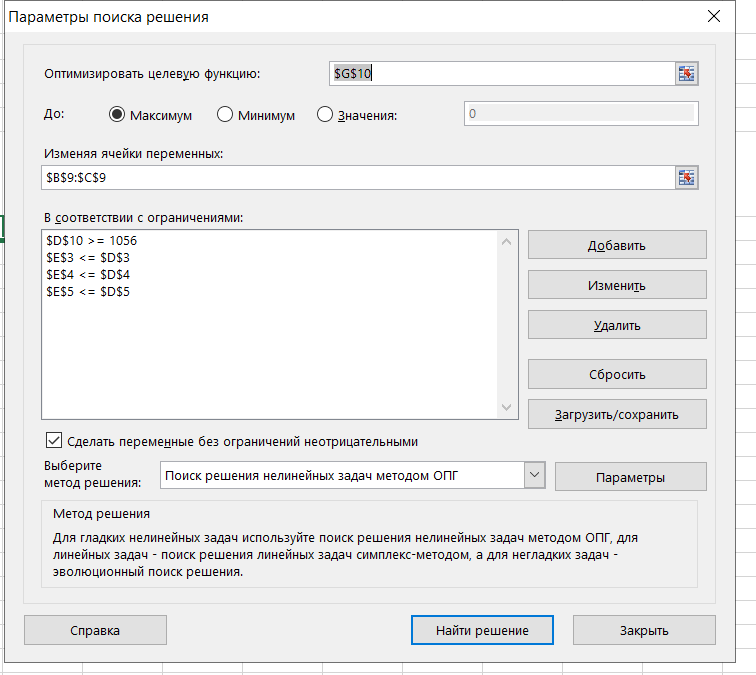 Параметры поиска решения
Оптимизировать целевую функцию:
$G$10
До:
Максимум
Минимум
Значения:
0
Изменяя ячейки переменных:
$B$9:$C$9
В соответствии с ограничениями:
$D$10 >= 1056
$E$3 <= $D$3
$E$4 <= $D$4
$E$5 <= $D$5
Добавить
Изменить
Удалить
Сбросить
Загрузить/сохранить
Сделать переменные без ограничений неотрицательными
Выберите
метод решения:
Поиск решения нелинейных задач методом ОПГ
Параметры
Метод решения
Для гладких нелинейных задач используйте поиск решения нелинейных задач методом ОПГ, для
линейных задач - поиск решения линейных задач симплекс-методом, а для негладких задач -
эволюционный поиск решения.
Справка
Найти решение
Закрыть